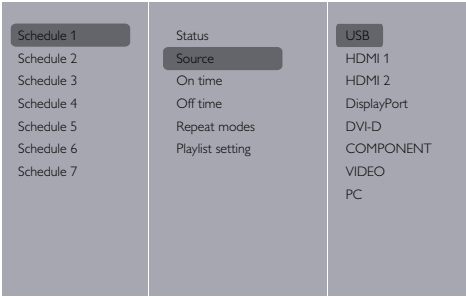 Schedule 1
Schedule 2
Schedule 3
Schedule 4
Schedule 5
Schedule 6
Schedule 7
Status
Source
On time
Off time
Repeat modes
Playlist setting
USB
HDMI 1
HDMI 2
DisplayPort
DVI-D
COMPONENT
VIDEO
PC